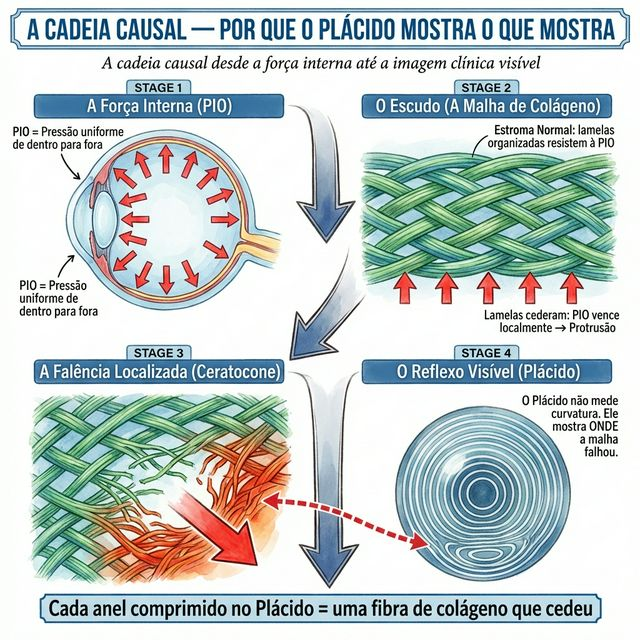 A CADEIA CAUSAL — POR QUE O PLÁCIDO MOSTRA O QUE MOSTRA
A cadeia causal desde a força interna até a imagem clínica visível
STAGE 1
A Força Interna (PIO)
PIO = Pressão uniforme
de dentro para fora
PIO = Pressão
uniforme de
dentro para fora
STAGE 2
O Escudo (A Malha de Colágeno)
Estroma Normal: lamelas
organizadas resistem à PIO
Lamelas cederam: PIO vence
localmente → Protrusão
STAGE 3
A Falência Localizada (Ceratocone)
STAGE 4
O Reflexo Visível (Plácido)
O Plácido não mede
curvatura. Ele
mostra ONDE
a malha
falhou.
Cada anel comprimido no Plácido = uma fibra de colágeno que cedeu